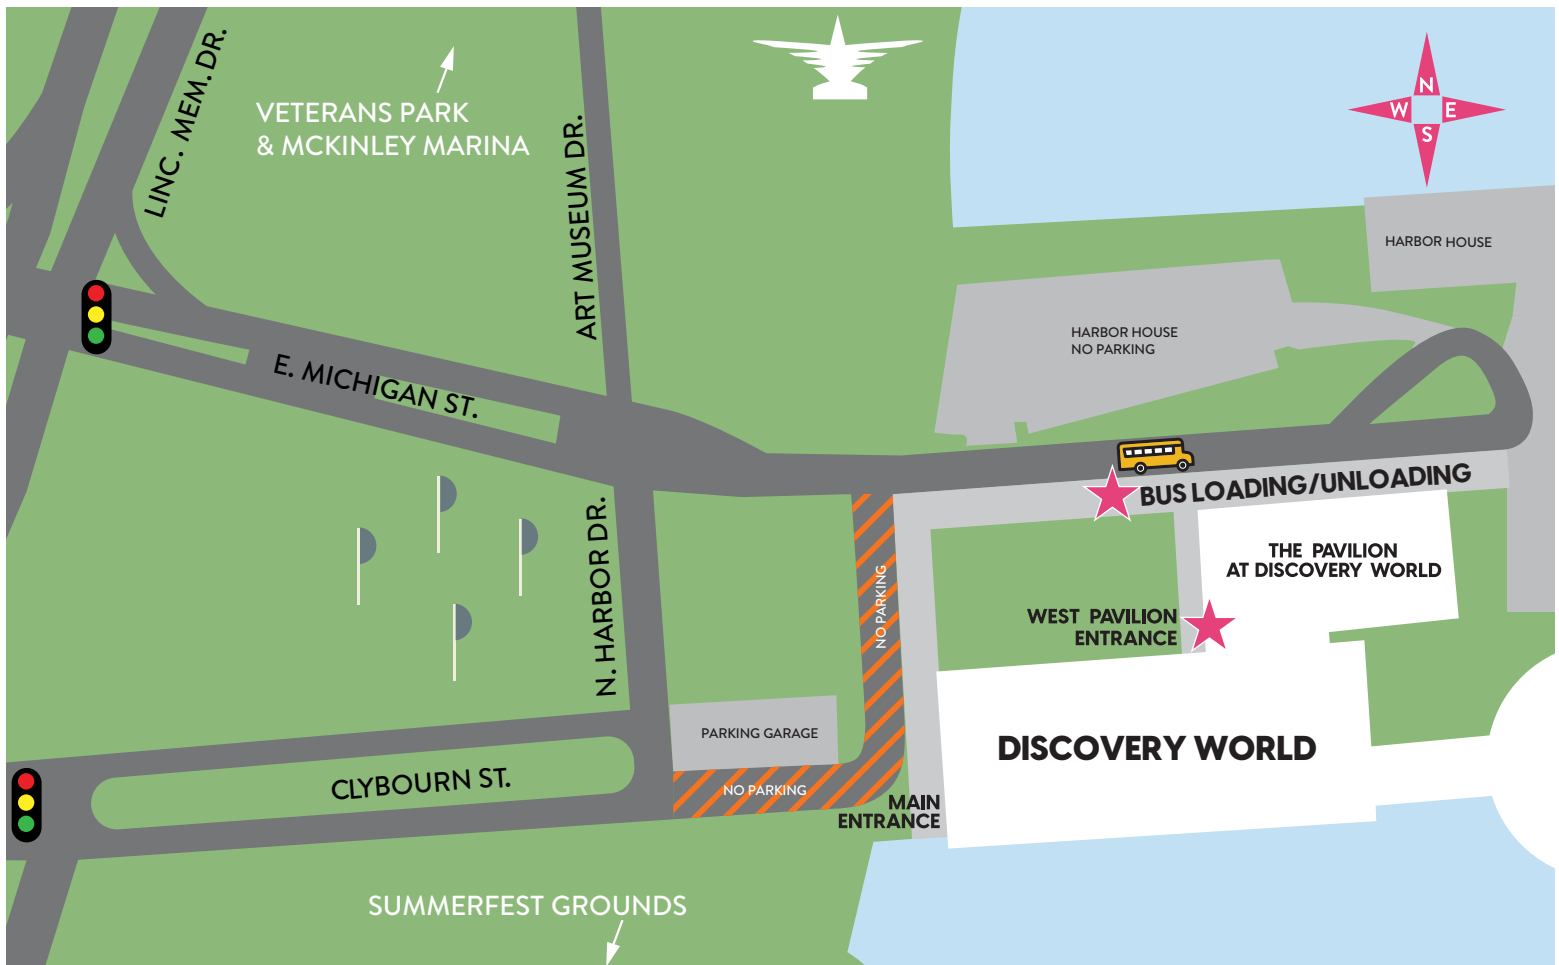 LINC. MEM. DR.
VETERANS PARK
& MCKINLEY MARINA
ART MUSEUM DR.
N
W E
S
HARBOR HOUSE
HARBOR HOUSE
NO PARKING
E. MICHIGAN ST.
BUS LOADING/UNLOADING
THE PAVILION
AT DISCOVERY WORLD
NO PARKING
N. HARBOR DR.
WEST PAVILION
ENTRANCE
PARKING GARAGE
DISCOVERY WORLD
CLYBOURN ST.
NO PARKING
MAIN
ENTRANCE
SUMMERFEST GROUNDS